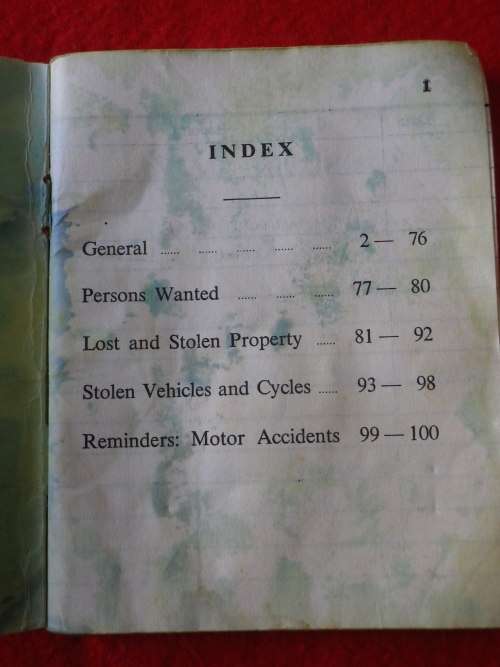 1
INDEX
General ...... ...... ...... ...... ...... 2 — 76
Persons Wanted ...... ...... ...... 77 — 80
Lost and Stolen Property ...... 81 — 92
Stolen Vehicles and Cycles ...... 93 — 98
Reminders: Motor Accidents 99 — 100